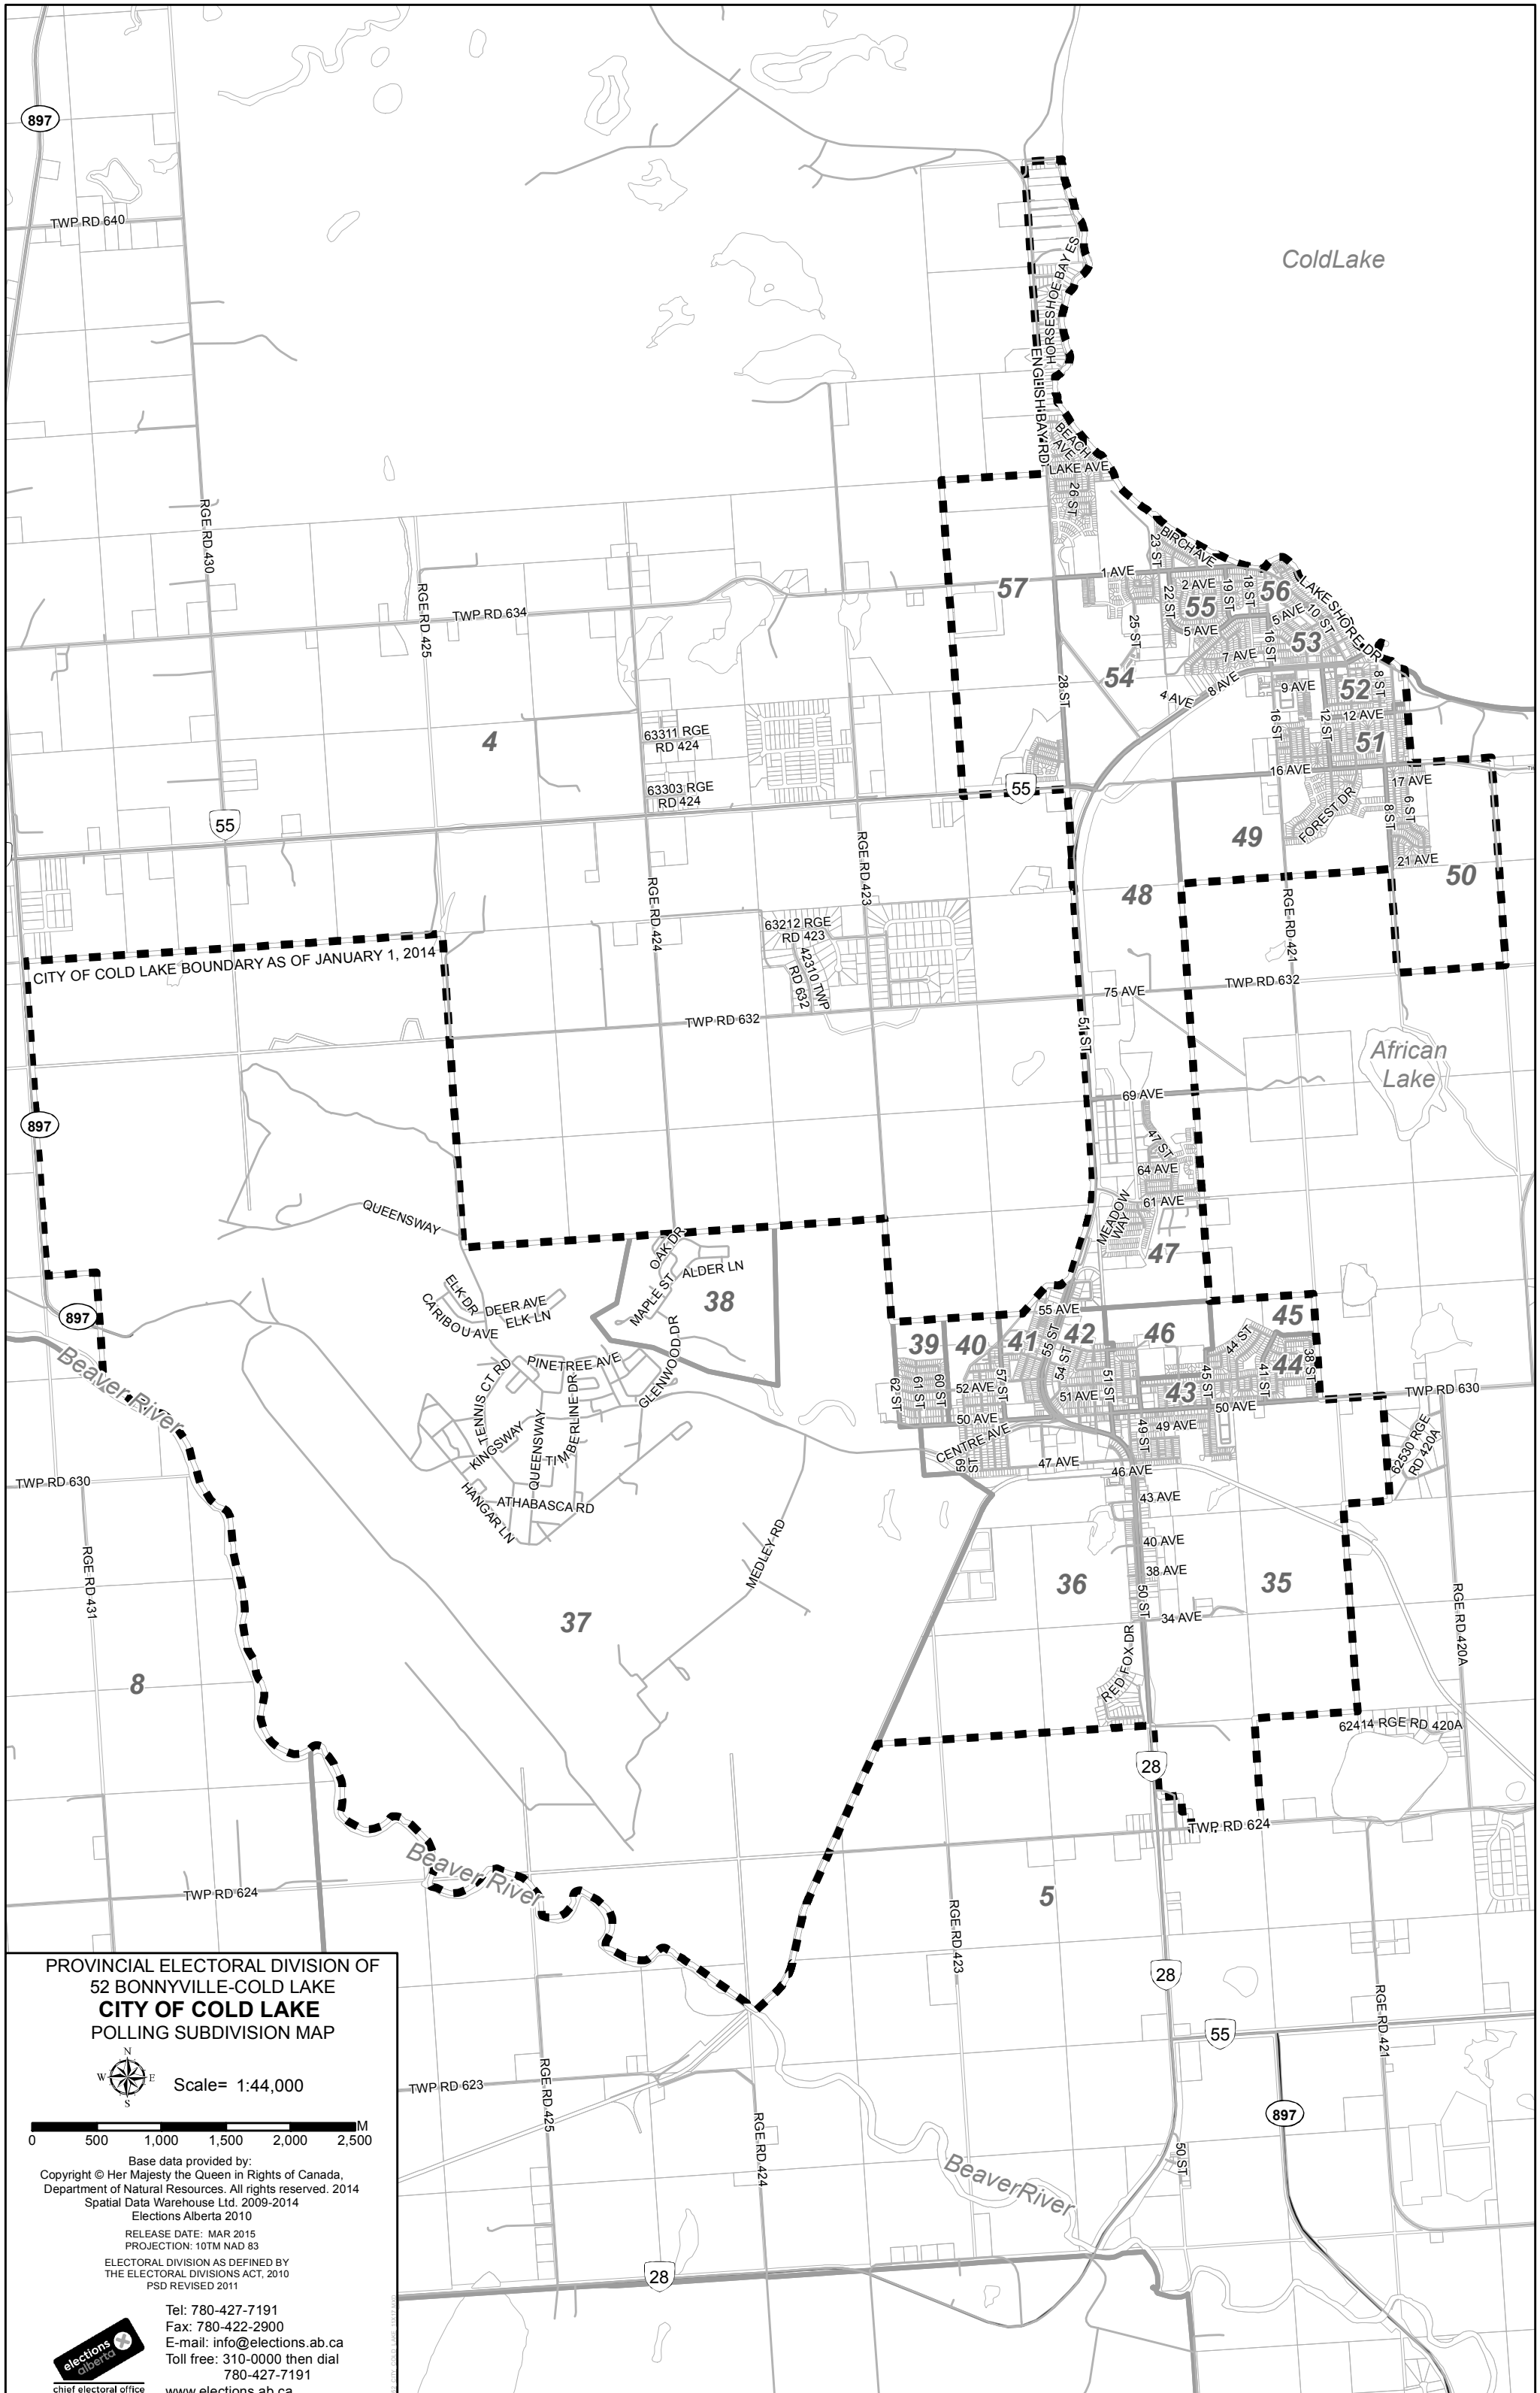 897
TWP RD 640
ColdLake
HORSESHOE BAY ES
ENGLISH BAY RD
BEACH
AVE
LAKE AVE
26 ST
RGE RD 430
23 ST
BIRCH AVE
RGE RD 425
57
1 AVE
2 AVE
19 ST
18 ST
56
LAKESHORE DR
22 ST
55
5 AVE
10 ST
TWP RD 634
25 ST
5 AVE
16 ST
53
7 AVE
54
28 ST
4 AVE
8 AVE
9 AVE
52
8 ST
16 ST
12 ST
12 AVE
4
63311 RGE
RD 424
51
16 AVE
17 AVE
63303 RGE
RD 424
55
55
FOREST DR
8 ST
6 ST
49
21 AVE
50
RGE RD 424
RGE RD 423
48
RGE RD 421
63212 RGE
RD 423
42310 TWP
RD 632
CITY OF COLD LAKE BOUNDARY AS OF JANUARY 1, 2014
75 AVE
TWP RD 632
TWP RD 632
51 ST
African
Lake
897
69 AVE
47 ST
64 AVE
61 AVE
MEADOW
WAY
47
QUEENSWAY
OAK DR
ALDER LN
MAPLE ST
38
ELK DR
DEER AVE
ELK LN
CARIBOU AVE
897
GLENWOOD DR
55 AVE
39
40
41
55 ST
42
54 ST
46
45
44 ST
44
38 ST
41 ST
Beaver River
PINETREE AVE
TENNIS CT RD
TIMBERLINE DR
62 ST
61 ST
60 ST
52 AVE
57 ST
51 AVE
51 ST
43
45 ST
50 AVE
TWP RD 630
50 AVE
49 AVE
49 ST
CENTRE AVE
59 ST
47 AVE
46 AVE
62530 RGE
RD 420A
KINGSWAY
QUEENSWAY
TWP RD 630
HANGAR LN
ATHABASCA RD
43 AVE
MEDLEY RD
40 AVE
38 AVE
36
35
RGE RD 431
50 ST
34 AVE
RGE RD 420A
37
RED FOX DR
8
62414 RGE RD 420A
28
TWP RD 624
Beaver River
TWP RD 624
5
RGE RD 423
28
RGE RD 421
55
PROVINCIAL ELECTORAL DIVISION OF
52 BONNYVILLE-COLD LAKE
CITY OF COLD LAKE
POLLING SUBDIVISION MAP
N
W E
S
Scale= 1:44,000
M
0 500 1,000 1,500 2,000 2,500
Base data provided by:
Copyright © Her Majesty the Queen in Rights of Canada,
Department of Natural Resources. All rights reserved. 2014
Spatial Data Warehouse Ltd. 2009-2014
Elections Alberta 2010
RELEASE DATE: MAR 2015
PROJECTION: 10TM NAD 83
ELECTORAL DIVISION AS DEFINED BY
THE ELECTORAL DIVISIONS ACT, 2010
PSD REVISED 2011
Tel: 780-427-7191
Fax: 780-422-2900
E-mail: info@elections.ab.ca
Toll free: 310-0000 then dial
780-427-7191
www.elections.ab.ca
elections
alberta
chief electoral office
TWP RD 623
RGE RD 425
RGE RD 424
897
50 ST
BeaverRiver
28